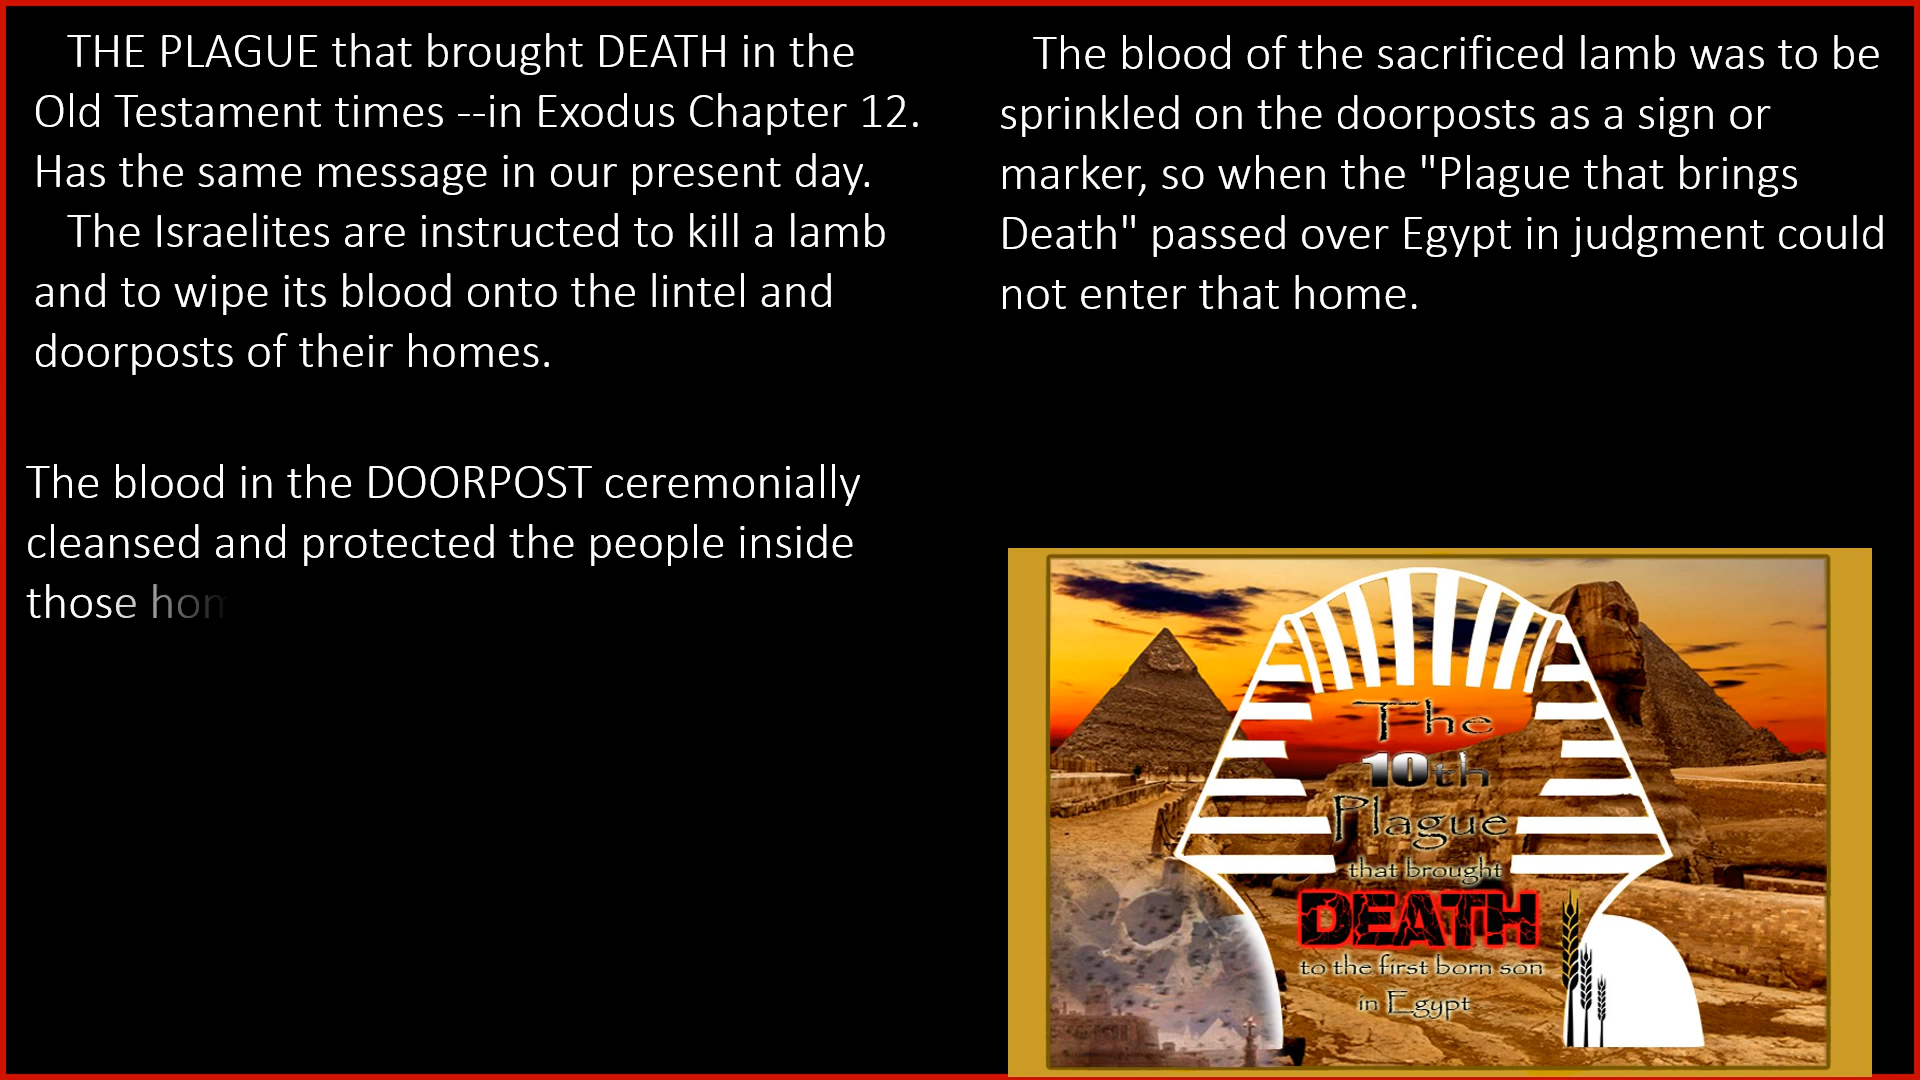 THE PLAGUE that brought DEATH in the
Old Testament times --in Exodus Chapter 12.
Has the same message in our present day.
The Israelites are instructed to kill a lamb
and to wipe its blood onto the lintel and
doorposts of their homes.
The blood in the DOORPOST ceremonially
cleansed and protected the people inside
those hom
The blood of the sacrificed lamb was to be
sprinkled on the doorposts as a sign or
marker, so when the "Plague that brings
Death" passed over Egypt in judgment could
not enter that home.
The
10th
Plague
that brought
DEATH
to the first born son
in Egypt